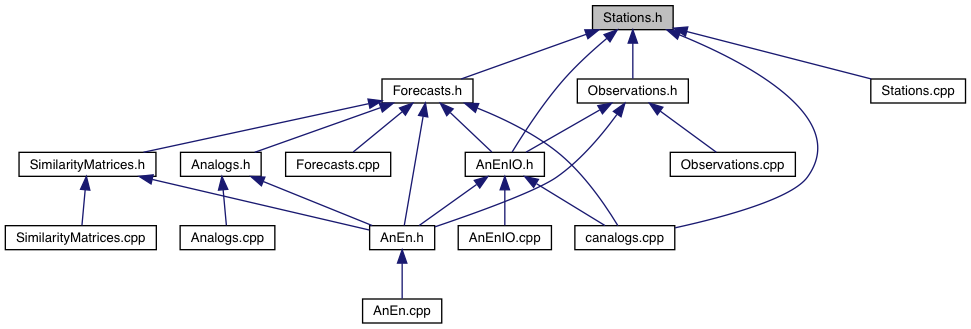 Stations.h
Forecasts.h
Observations.h
Stations.cpp
SimilarityMatrices.h
Analogs.h
Forecasts.cpp
AnEnIO.h
Observations.cpp
SimilarityMatrices.cpp
Analogs.cpp
AnEn.h
AnEnIO.cpp
canalogs.cpp
AnEn.cpp